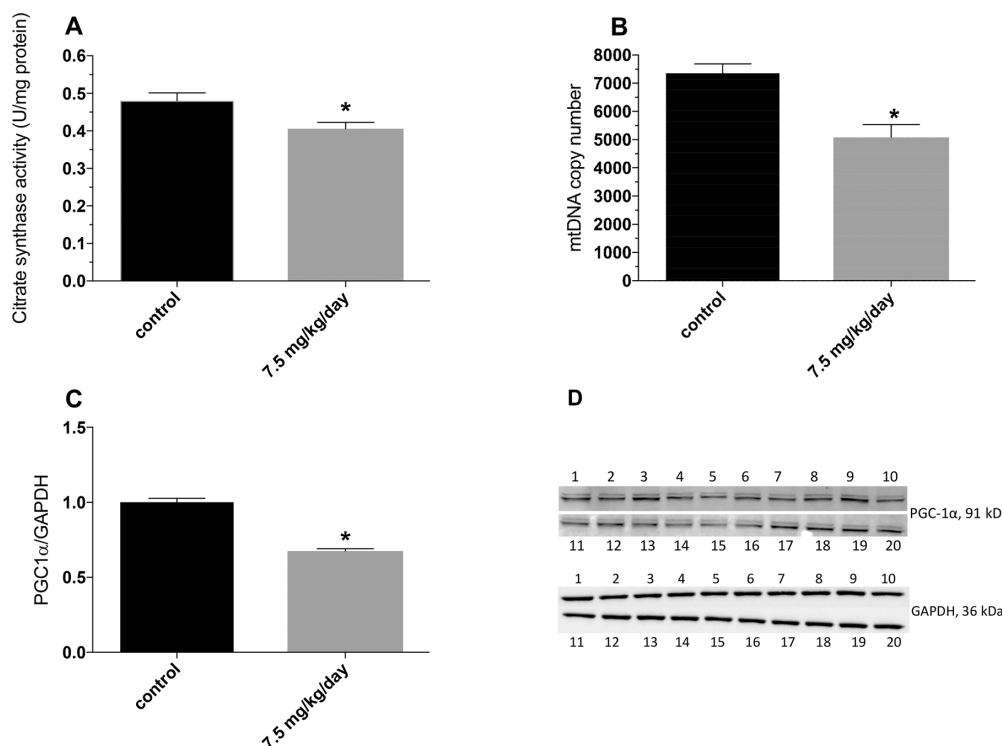 A
Citrate synthase activity (U/mg protein)
0.6
0.5
0.4
0.3
0.2
0.1
0.0
*
control
7.5 mg/kg/day
B
mtDNA copy number
8000
7000
6000
5000
4000
3000
2000
1000
0
*
control
7.5 mg/kg/day
C
PGC1α/GAPDH
1.5
1.0
0.5
0.0
*
control
7.5 mg/kg/day
D
1 2 3 4 5 6 7 8 9 10
PGC-1α, 91 kD
11 12 13 14 15 16 17 18 19 20
1 2 3 4 5 6 7 8 9 10
GAPDH, 36 kDa
11 12 13 14 15 16 17 18 19 20